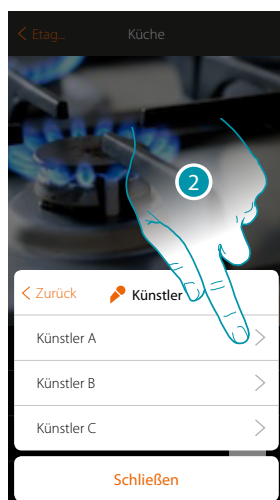 Etag... Küche
2
Zurück Künstler
Künstler A
Künstler B
Künstler C
Schließen